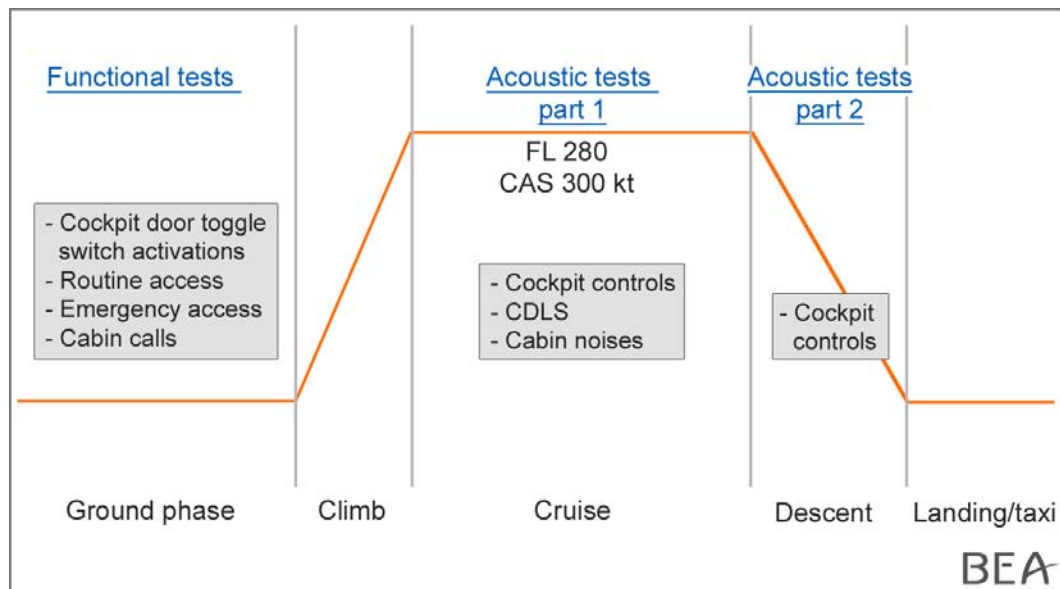 Functional tests
Acoustic tests
part 1
Acoustic tests
part 2
FL 280
CAS 300 kt
- Cockpit door toggle
switch activations
- Routine access
- Emergency access
- Cabin calls
- Cockpit controls
- CDLS
- Cabin noises
- Cockpit
controls
Ground phase
Climb
Cruise
Descent
Landing/taxi
BEA